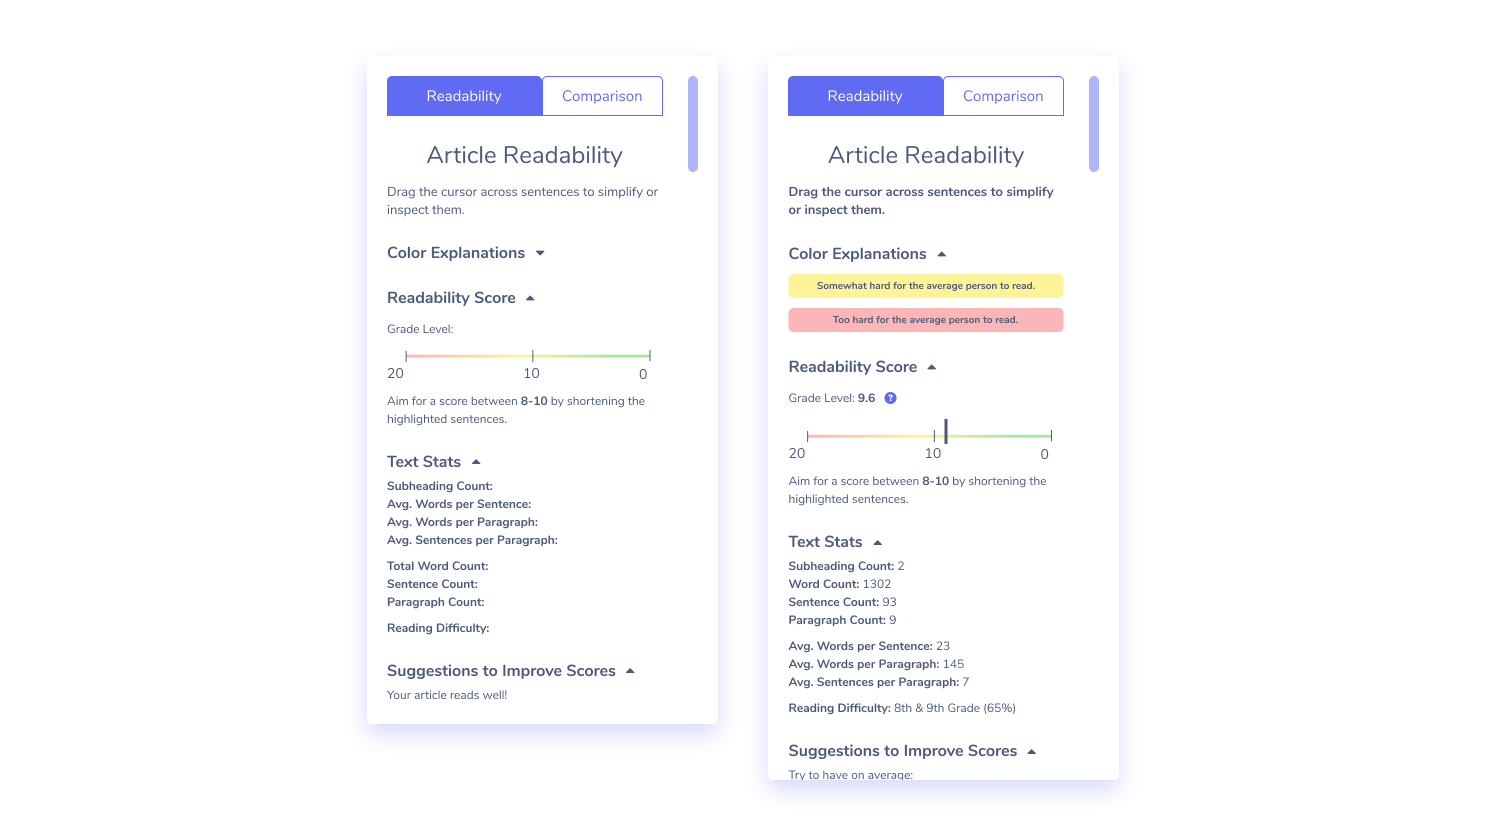 Readability
Comparison
Article Readability
Drag the cursor across sentences to simplify or
inspect them.
Color Explanations
Readability Score
Grade Level:
20
10
0
Aim for a score between 8-10 by shortening the
highlighted sentences.
Text Stats
Subheading Count:
Avg. Words per Sentence:
Avg. Words per Paragraph:
Avg. Sentences per Paragraph:
Total Word Count:
Sentence Count:
Paragraph Count:
Reading Difficulty:
Suggestions to Improve Scores
Your article reads well!
Readability
Comparison
Article Readability
Drag the cursor across sentences to simplify
or inspect them.
Color Explanations
Somewhat hard for the average person to read.
Too hard for the average person to read.
Readability Score
Grade Level: 9.6 ?
20
10
0
Aim for a score between 8-10 by shortening the
highlighted sentences.
Text Stats
Subheading Count: 2
Word Count: 1302
Sentence Count: 93
Paragraph Count: 9
Avg. Words per Sentence: 23
Avg. Words per Paragraph: 145
Avg. Sentences per Paragraph: 7
Reading Difficulty: 8th & 9th Grade (65%)
Suggestions to Improve Scores
Try to have on average: